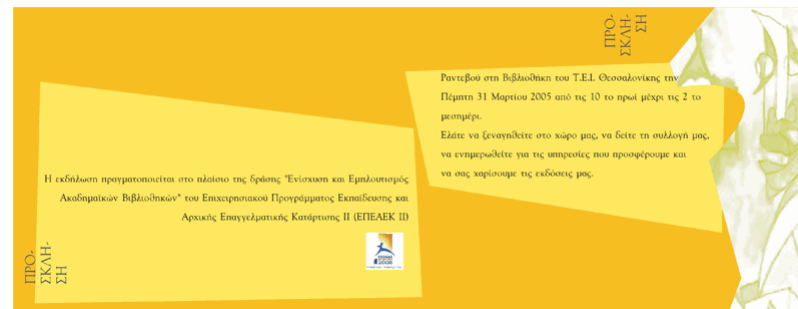 ΠΡΟ-
ΣΚΛΗ-
ΣΗ
Ραντεβού στη Βιβλιοθήκη του Τ.Ε.Ι. Θεσσαλονίκης την
Πέμπτη 31 Μαρτίου 2005 από τις 10 το πρωί μέχρι τις 2 το
μεσημέρι.
Ελάτε να ξεναγηθείτε στο χώρο μας, να δείτε τη συλλογή μας,
να ενημερωθείτε για τις υπηρεσίες που προσφέρουμε και
να σας χαρίσουμε τις εκδόσεις μας.
Η εκδήλωση πραγματοποιείται στο πλαίσιο της δράσης "Ενίσχυση και Εμπλουτισμός
Ακαδημαϊκών Βιβλιοθηκών" του Επιχειρησιακού Προγράμματος Εκπαίδευσης και
Αρχικής Επαγγελματικής Κατάρτισης ΙΙ (ΕΠΕΑΕΚ ΙΙ)
ΠΡΟ-
ΣΚΛΗ-
ΣΗ